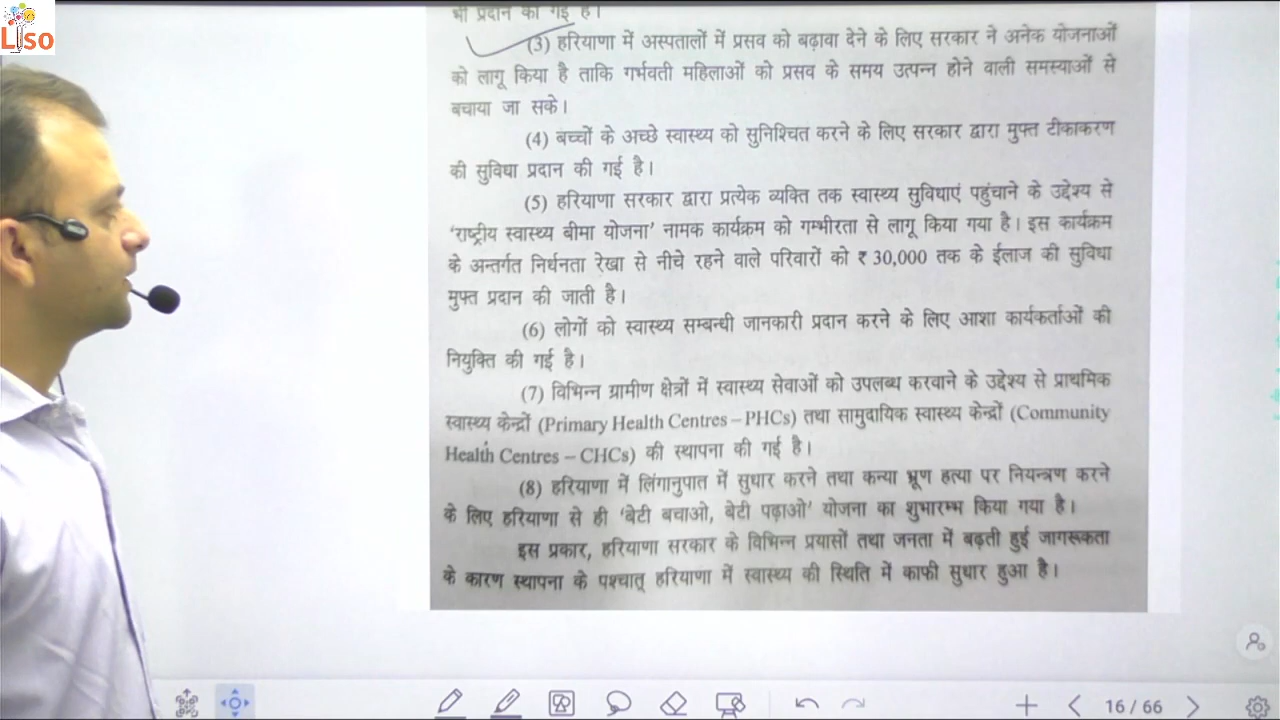 Liso
भी प्रदान की गई है।
(3) हरियाणा में अस्पतालों में प्रसव को बढ़ावा देने के लिए सरकार ने अनेक योजनाओं
को लागू किया है ताकि गर्भवती महिलाओं को प्रसव के समय उत्पन्न होने वाली समस्याओं से
बचाया जा सके।
(4) बच्चों के अच्छे स्वास्थ्य को सुनिश्चित करने के लिए सरकार द्वारा मुफ्त टीकाकरण
की सुविधा प्रदान की गई है।
(5) हरियाणा सरकार द्वारा प्रत्येक व्यक्ति तक स्वास्थ्य सुविधाएं पहुंचाने के उद्देश्य से
‘राष्ट्रीय स्वास्थ्य बीमा योजना’ नामक कार्यक्रम को गम्भीरता से लागू किया गया है। इस कार्यक्रम
के अन्तर्गत निर्धनता रेखा से नीचे रहने वाले परिवारों को ₹ 30,000 तक के ईलाज की सुविधा
मुफ्त प्रदान की जाती है।
(6) लोगों को स्वास्थ्य सम्बन्धी जानकारी प्रदान करने के लिए आशा कार्यकर्ताओं की
नियुक्ति की गई है।
(7) विभिन्न ग्रामीण क्षेत्रों में स्वास्थ्य सेवाओं को उपलब्ध करवाने के उद्देश्य से प्राथमिक
स्वास्थ्य केन्द्रों (Primary Health Centres – PHCs) तथा सामुदायिक स्वास्थ्य केन्द्रों (Community
Health Centres – CHCs) की स्थापना की गई है।
(8) हरियाणा में लिंगानुपात में सुधार करने तथा कन्या भ्रूण हत्या पर नियन्त्रण करने
के लिए हरियाणा से ही ‘बेटी बचाओ, बेटी पढ़ाओ’ योजना का शुभारम्भ किया गया है।
इस प्रकार, हरियाणा सरकार के विभिन्न प्रयासों तथा जनता में बढ़ती हुई जागरूकता
के कारण स्थापना के पश्चात् हरियाणा में स्वास्थ्य की स्थिति में काफी सुधार हुआ है।
16 / 66